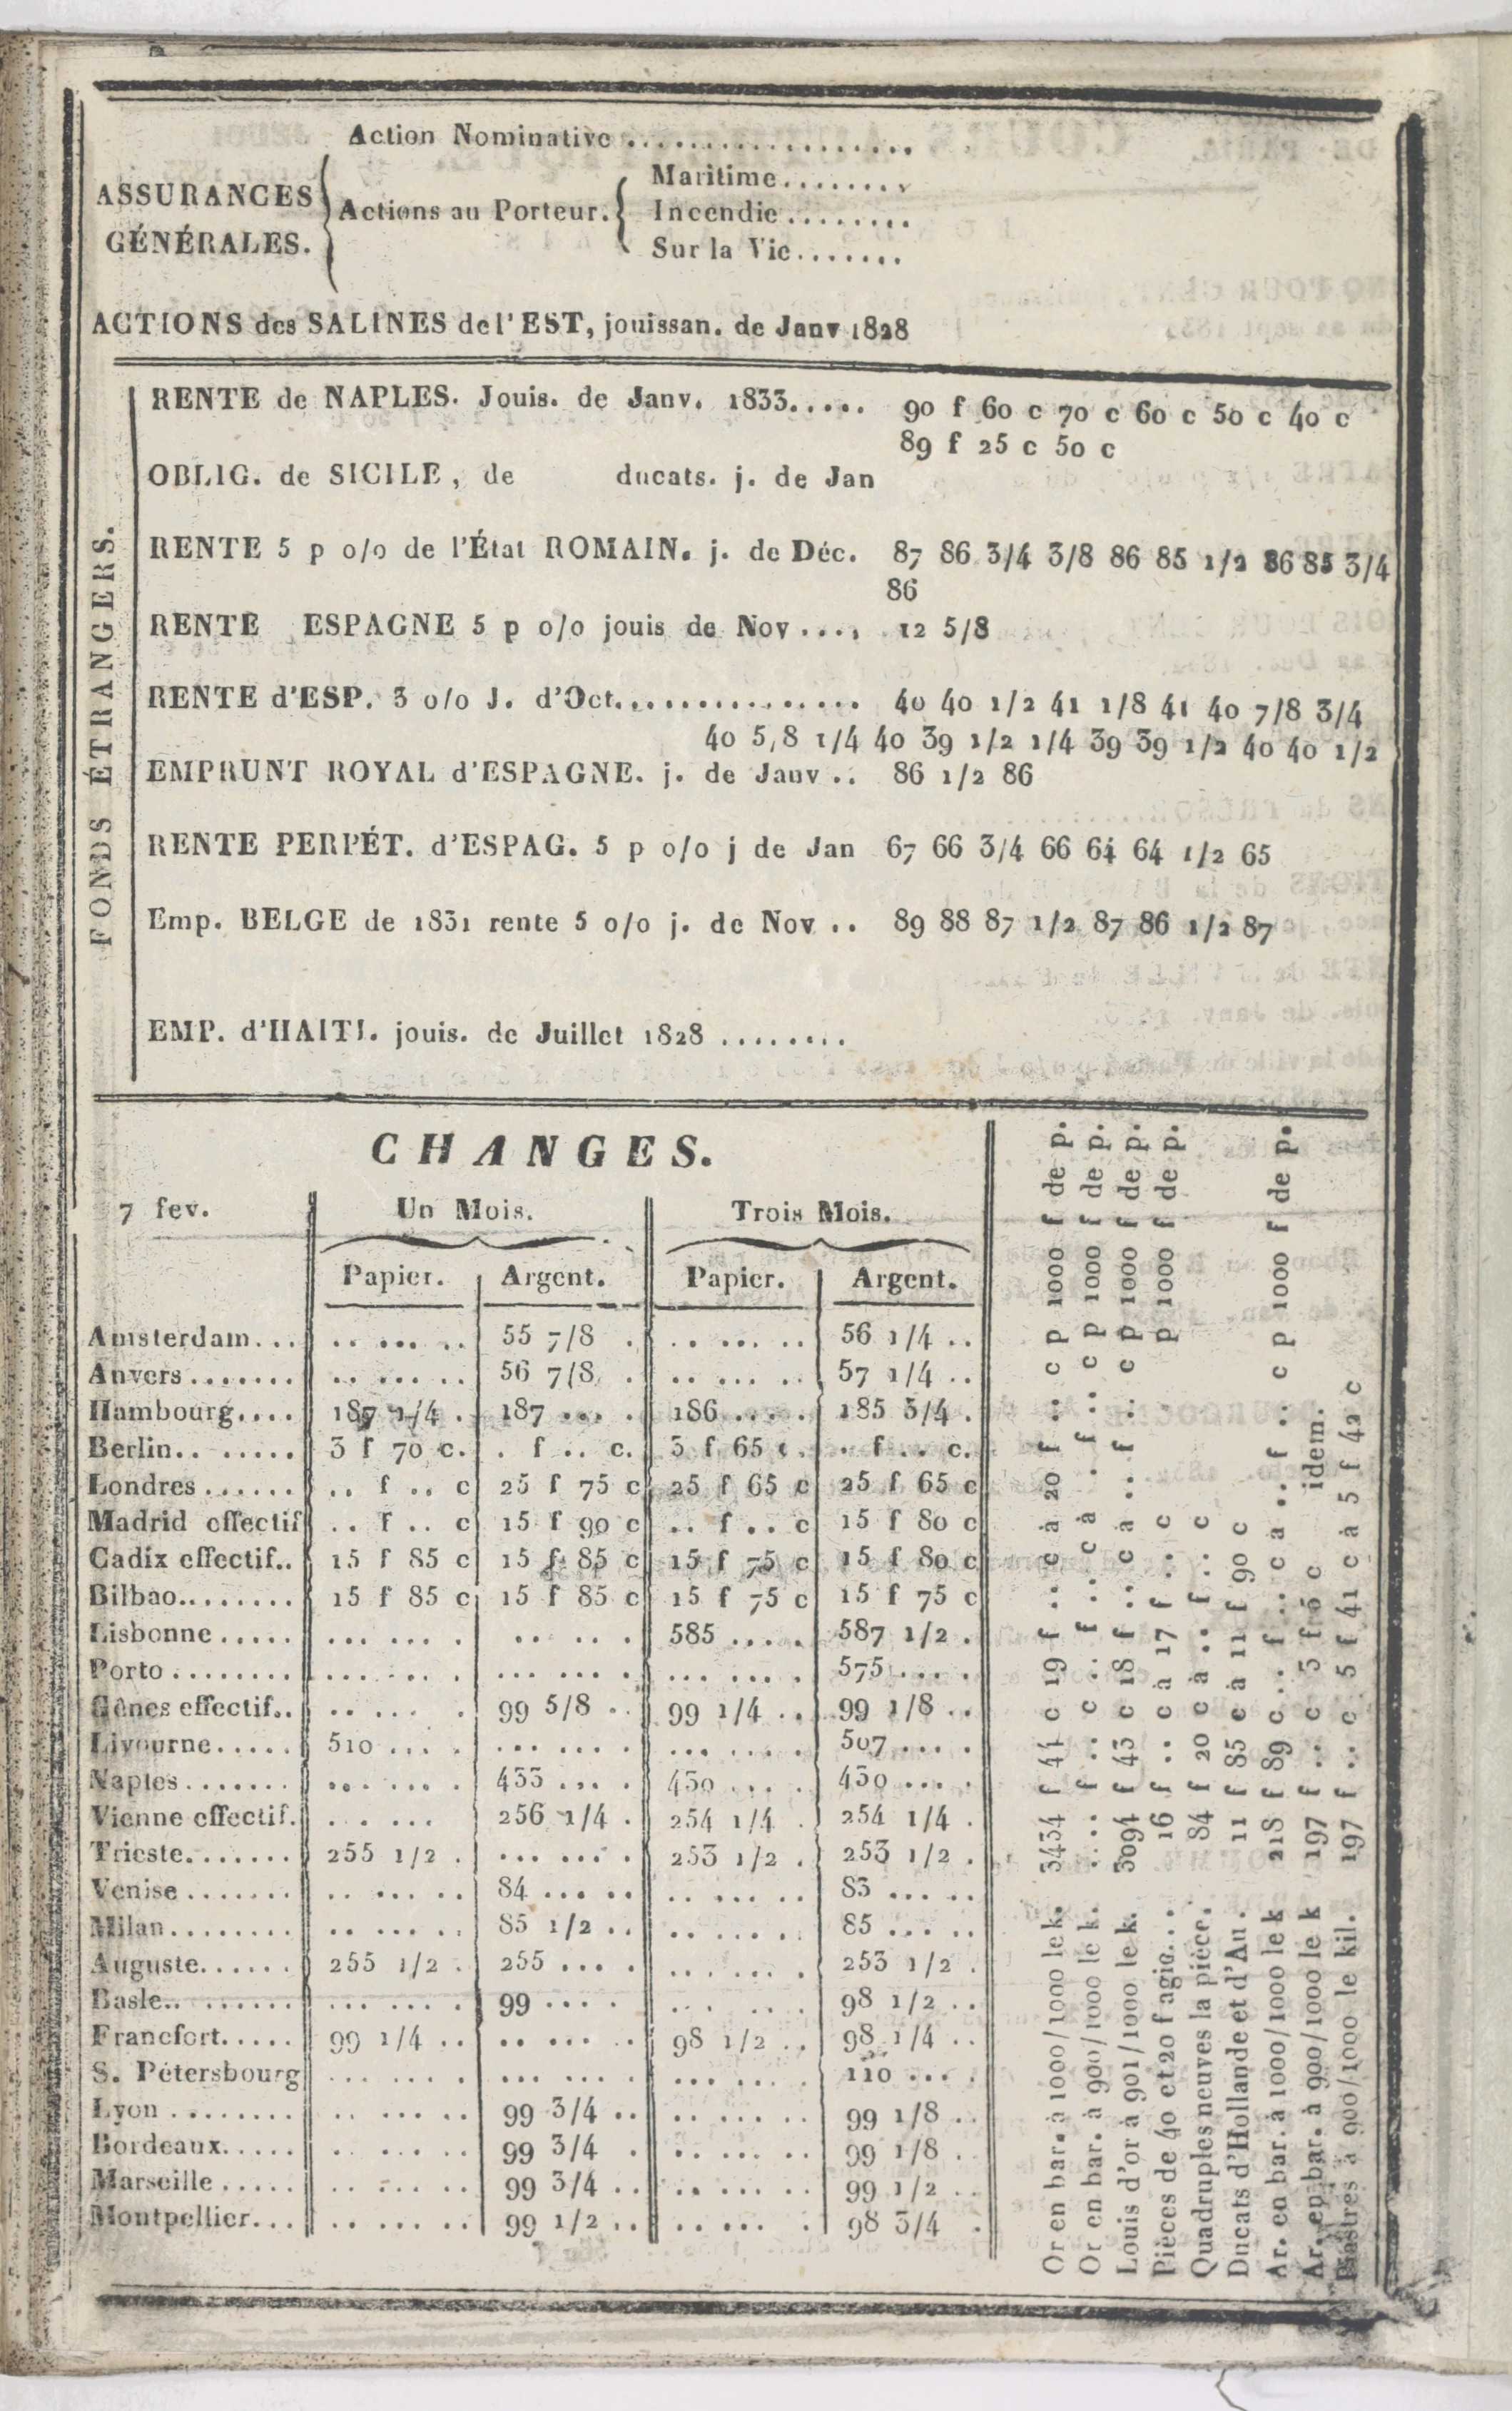 Action Nominative ..................
ASSURANCES GÉNÉRALES.
Actions au Porteur.
Maritime........
Incendie........
Sur la Vie.......
ACTIONS des SALINES de l'EST, jouissan. de Janv 1828
FONDS ÉTRANGERS.
RENTE de NAPLES. Jouis. de Janv. 1833..... 90 f 60 c 70 c 60 c 50 c 40 c
89 f 25 c 50 c
OBLIG. de SICILE, de ducats. j. de Jan
RENTE 5 p o/o de l'État ROMAIN. j. de Déc. 87 86 3/4 3/8 86 85 1/2 86 85 3/4
86
RENTE ESPAGNE 5 p o/o jouis de Nov .... 12 5/8
RENTE d'ESP. 3 o/o J. d'Oct............... 40 40 1/2 41 1/8 41 40 7/8 3/4
40 5/8 1/4 40 39 1/2 1/4 39 39 1/2 40 40 1/2
EMPRUNT ROYAL d'ESPAGNE. j. de Janv .. 86 1/2 86
RENTE PERPÉT. d'ESPAG. 5 p o/o j de Jan 67 66 3/4 66 64 64 1/2 65
Emp. BELGE de 1831 rente 5 o/o j. de Nov .. 89 88 87 1/2 87 86 1/2 87
EMP. d'HAITI. jouis. de Juillet 1828 ........
CHANGES.
7 fev. Un Mois. Trois Mois.
Papier. Argent. Papier. Argent.
Amsterdam... .. ... .. 55 7/8 . .. ... .. 56 1/4 ..
Anvers....... .. ... .. 56 7/8 . .. ... .. 57 1/4 ..
Hambourg.... 187 1/4 . 187 ... . 186 .... . 185 3/4 .
Berlin.. ..... 3 f 70 c. . f .. c. 3 f 65 c . .. f .. c.
Londres...... .. f .. c 25 f 75 c 25 f 65 c 25 f 65 c
Madrid effectif .. f .. c 15 f 90 c .. f .. c 15 f 80 c
Cadix effectif.. 15 f 85 c 15 f 85 c 15 f 75 c 15 f 80 c
Bilbao........ 15 f 85 c 15 f 85 c 15 f 75 c 15 f 75 c
Lisbonne..... ... ... . .. ... . 585 .... . 587 1/2 .
Porto........ ... ... . ... ... . ... ... . 575 ... .
Gênes effectif.. .. ... . 99 5/8 .. 99 1/4 .. 99 1/8 ..
Livourne..... 510 ... . ... ... . ... ... . 507 ... .
Naples....... .. ... . 433 ... . 430 ... . 430 ... .
Vienne effectif. . . ... 256 1/4 . 254 1/4 . 254 1/4 .
Trieste....... 255 1/2 . ... ... . 253 1/2 . 253 1/2 .
Venise....... .. ... .. 84 ... .. .. ... .. 83 ... ..
Milan........ .. ... .. 85 1/2 .. .. ... .. 85 ... ..
Auguste...... 255 1/2 . 255 ... . ... ... . 253 1/2 .
Basle.. ...... ... ... . 99 .... . ... ... . 98 1/2 ..
Francfort..... 99 1/4 .. .. ... .. 98 1/2 .. 98 1/4 ..
S. Pétersbourg ... ... . ... ... . ... ... . 110 ... .
Lyon ........ .. ... .. 99 3/4 .. .. ... .. 99 1/8 ..
Bordeaux..... .. ... .. 99 3/4 . .. ... .. 99 1/8 .
Marseille..... .. ... .. 99 3/4 .. .. ... .. 99 1/2 ..
Montpellier... .. ... .. 99 1/2 .. .. ... . 98 3/4 .
Or en bar. à 1000/1000 le k. 3434 f 44 c 19 f .. c à 20 f .. c p 1000 f de p.
Or en bar. à 900/1000 le k. .... f .. c .. f .. c à . f .. c p 1000 f de p.
Louis d'or à 901/1000 le k. 3094 f 43 c 18 f .. c à .. f .. c p 1000 f de p.
Pièces de 40 et 20 f agio... 16 f .. c à 17 f .. c p 1000 f de p.
Quadruples neuves la pièce. 84 f 20 c à .. f .. c
Ducats d'Hollande et d'Au. 11 f 85 c à 11 f 90 c
Ar. en bar. à 1000/1000 le k 218 f 89 c .. f .. c à .. f .. c p 1000 f de p.
Ar. en bar. à 900/1000 le k 197 f .. c 3 f 6 c idem.
Piastres à 900/1000 le kil. 197 f .. c 5 f 41 c à 5 f 42 c